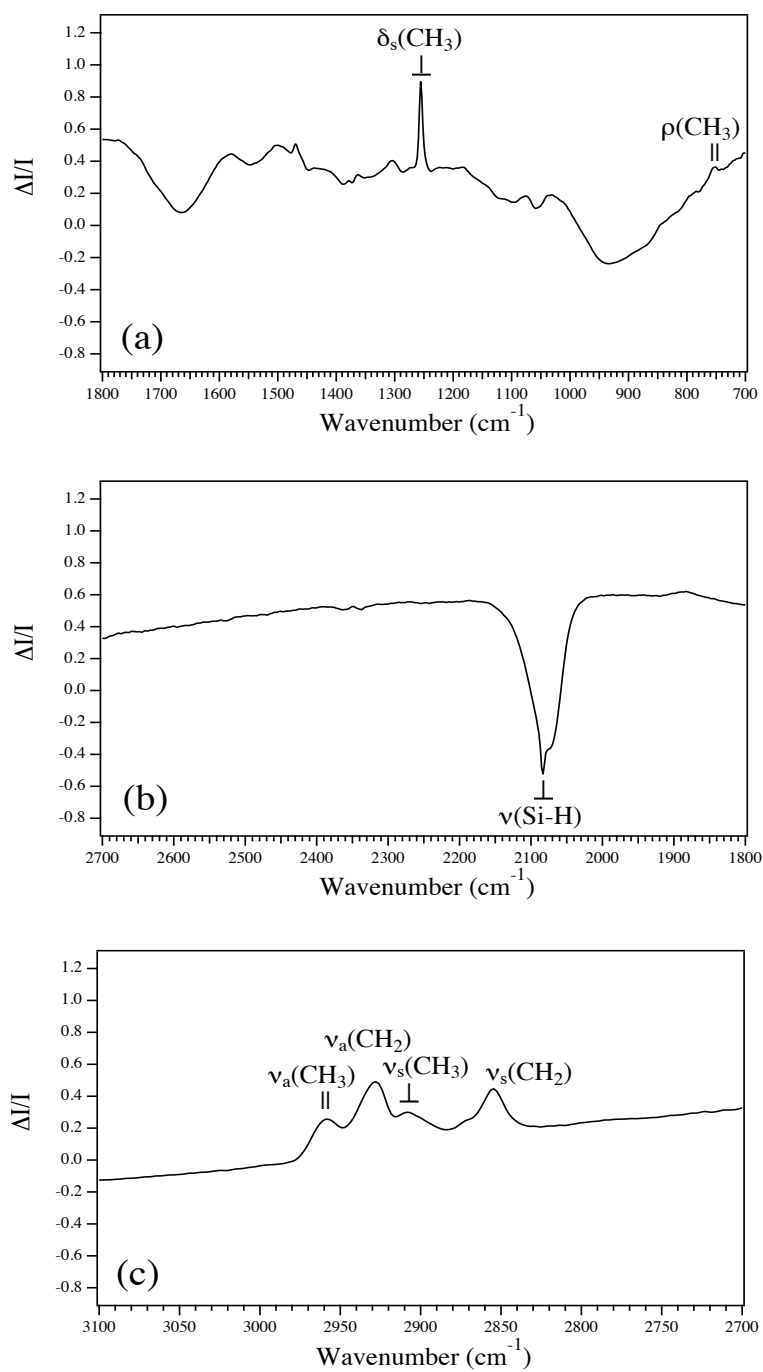 1.2
1.0
0.8
0.6
0.4
0.2
0.0
-0.2
-0.4
-0.6
-0.8
ΔI/I
δs(CH3)
⊥
ρ(CH3)
||
(a)
1800 1700 1600 1500 1400 1300 1200 1100 1000 900 800 700
Wavenumber (cm-1)
1.2
1.0
0.8
0.6
0.4
0.2
0.0
-0.2
-0.4
-0.6
-0.8
ΔI/I
⊥
ν(Si-H)
(b)
2700 2600 2500 2400 2300 2200 2100 2000 1900 1800
Wavenumber (cm-1)
1.2
1.0
0.8
0.6
0.4
0.2
0.0
-0.2
-0.4
-0.6
-0.8
ΔI/I
νa(CH2)
νa(CH3) νs(CH3) νs(CH2)
|| ⊥
(c)
3100 3050 3000 2950 2900 2850 2800 2750 2700
Wavenumber (cm-1)